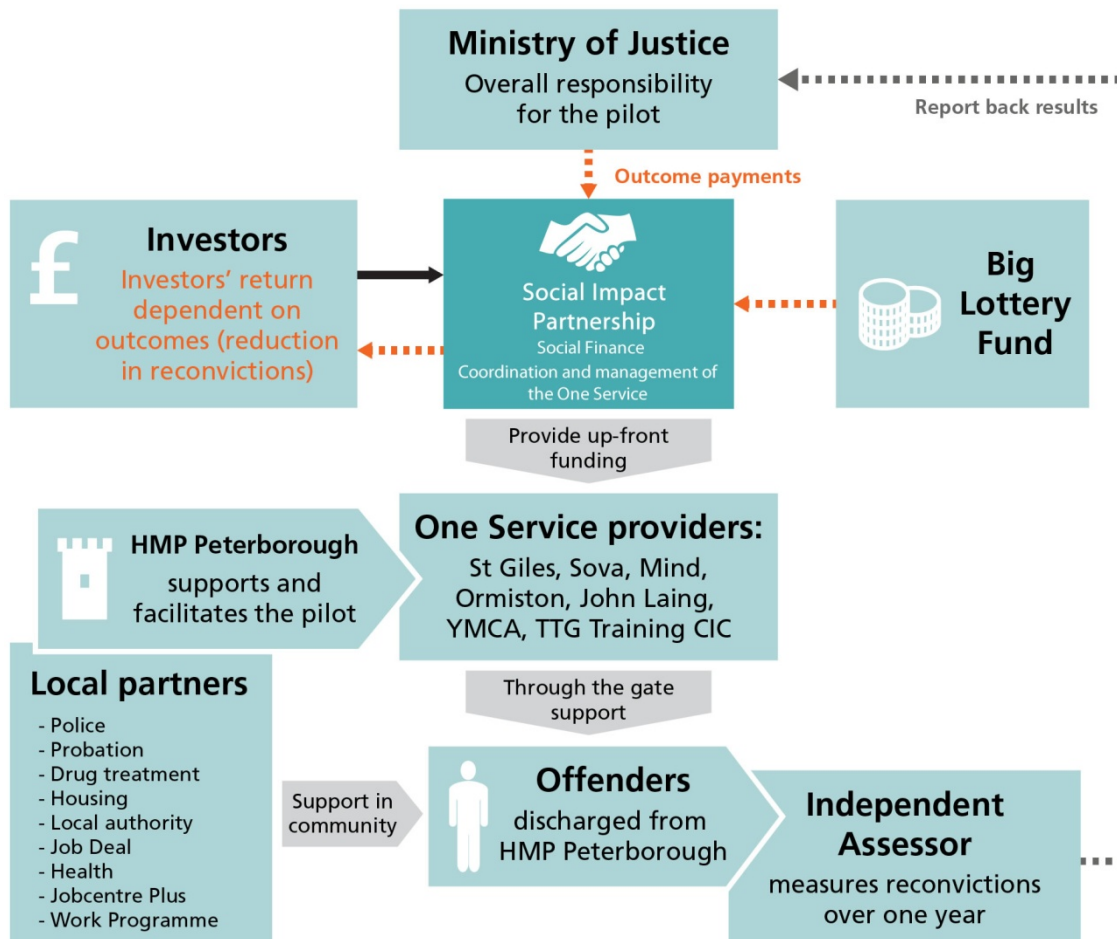 Ministry of Justice
Overall responsibility
for the pilot
Report back results
Outcome payments
£
Investors
Investors’ return
dependent on
outcomes (reduction
in reconvictions)
Social Impact
Partnership
Social Finance
Coordination and management of
the One Service
Big
Lottery
Fund
Provide up-front
funding
HMP Peterborough
supports and
facilitates the pilot
One Service providers:
St Giles, Sova, Mind,
Ormiston, John Laing,
YMCA, TTG Training CIC
Local partners
- Police
- Probation
- Drug treatment
- Housing
- Local authority
- Job Deal
- Health
- Jobcentre Plus
- Work Programme
Through the gate
support
Support in
community
Offenders
discharged from
HMP Peterborough
Independent
Assessor
measures reconvictions
over one year